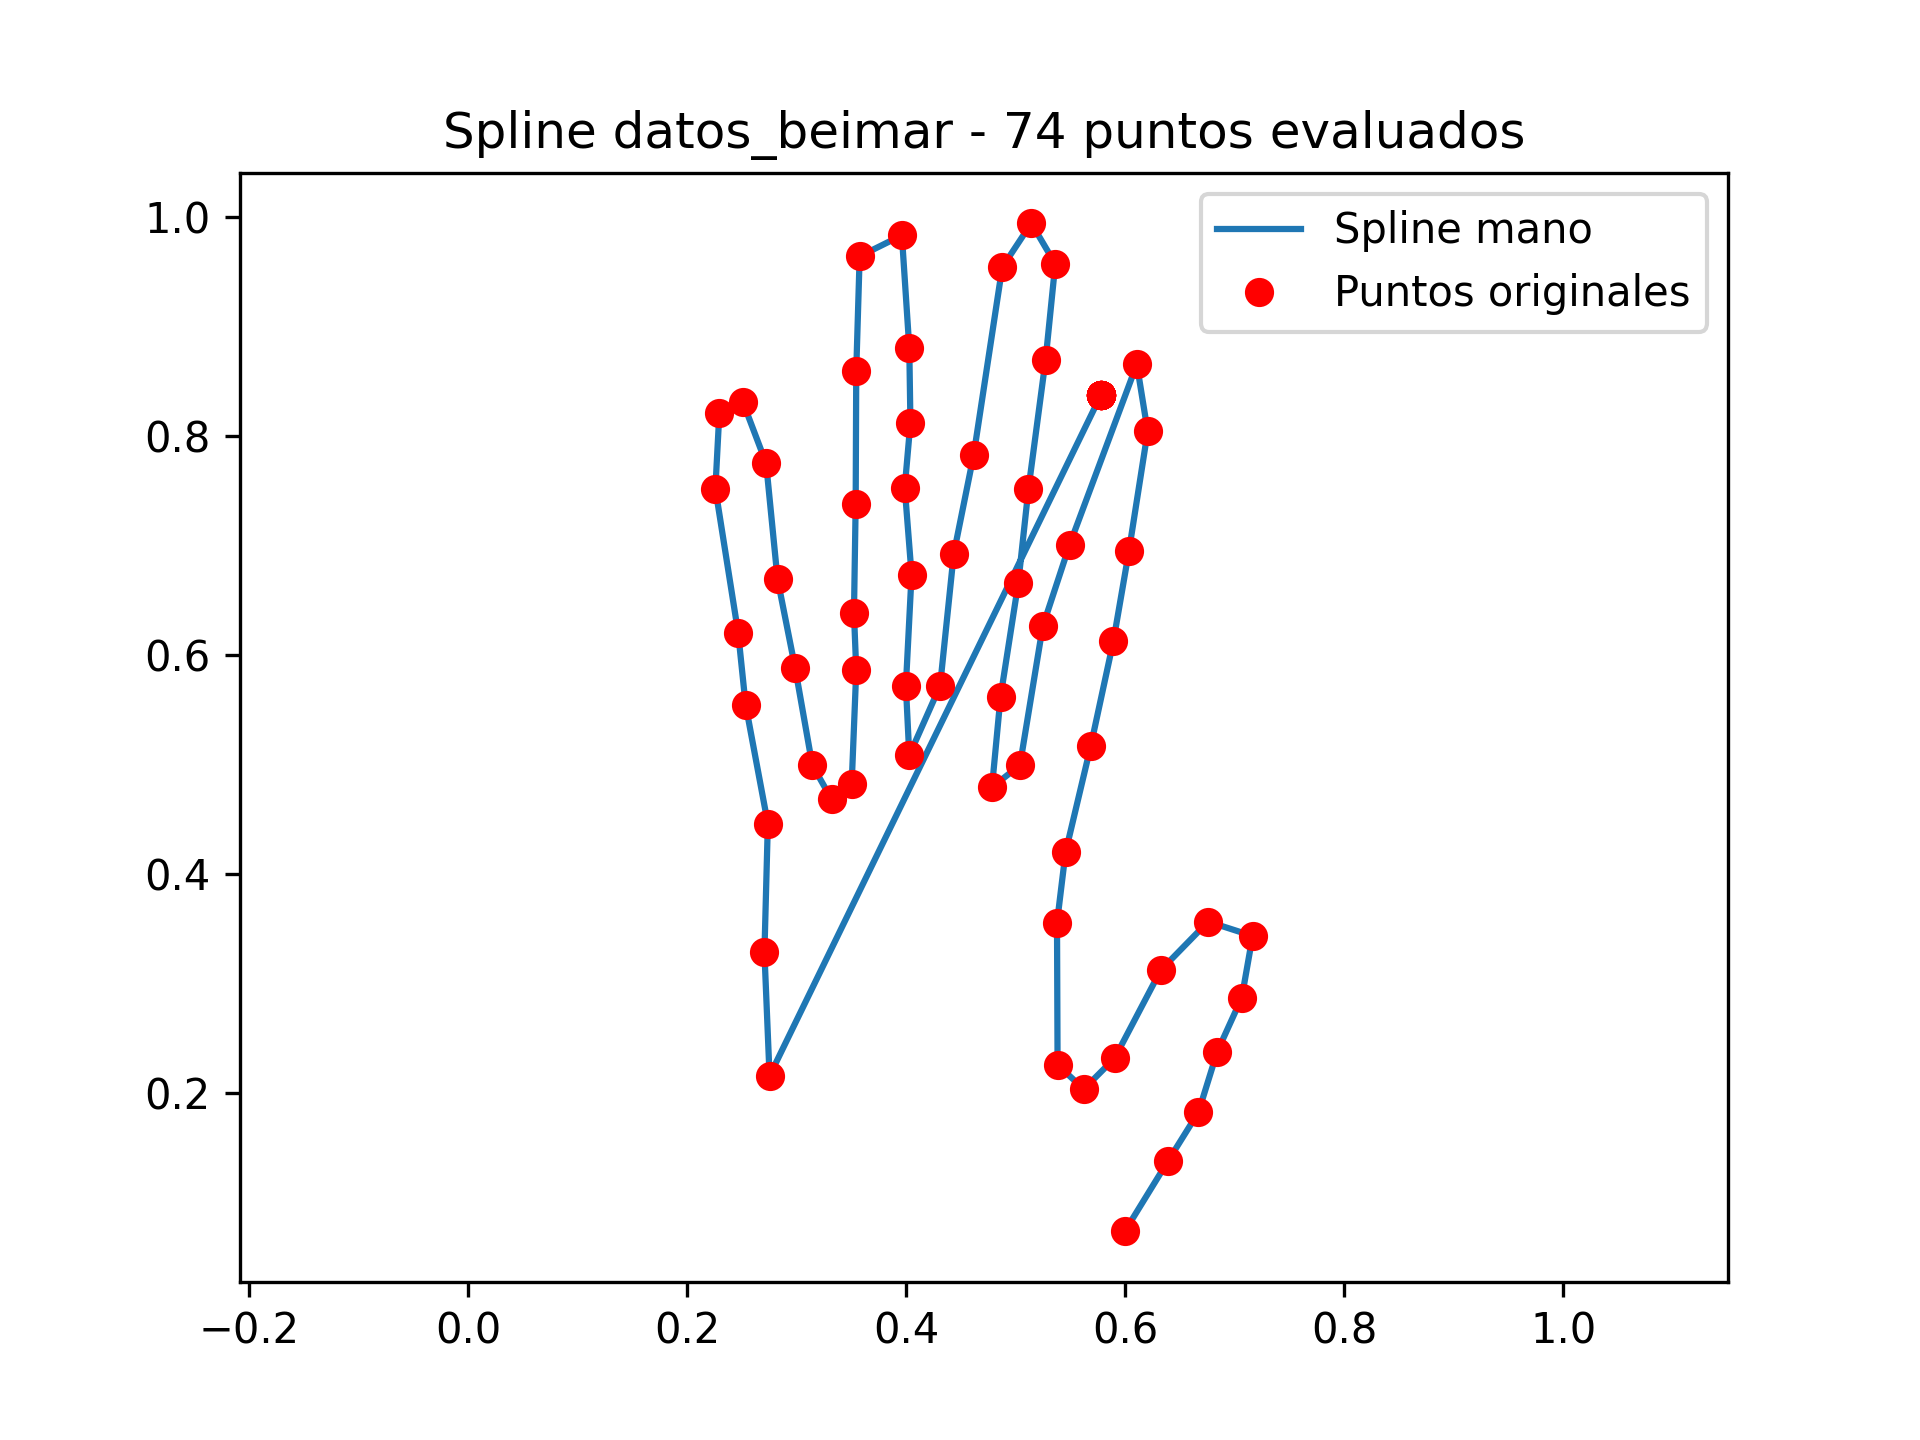 Spline datos_beimar - 74 puntos evaluados
Spline mano
Puntos originales
1.0
0.8
0.6
0.4
0.2
−0.2 0.0 0.2 0.4 0.6 0.8 1.0